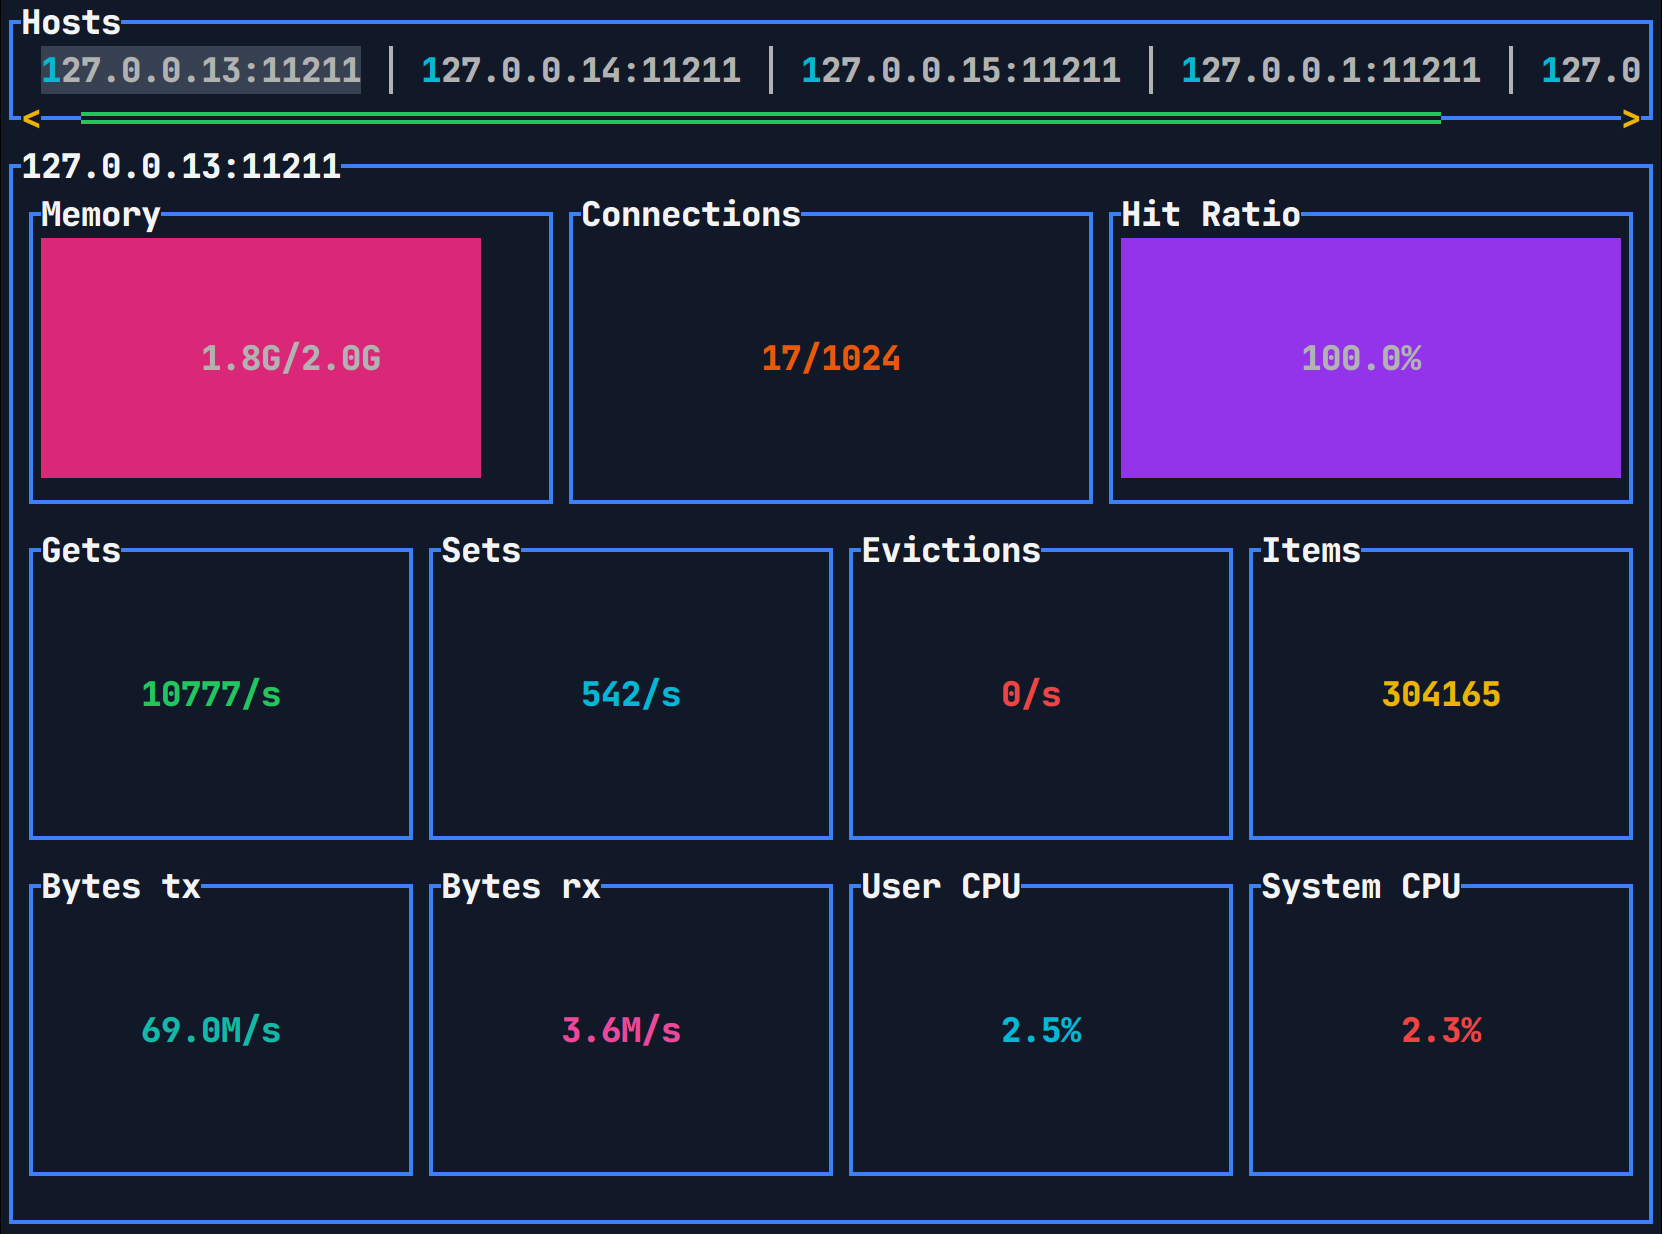 Hosts
127.0.0.13:11211 | 127.0.0.14:11211 | 127.0.0.15:11211 | 127.0.0.1:11211 | 127.0
< >
127.0.0.13:11211
Memory Connections Hit Ratio
1.8G/2.0G 17/1024 100.0%
Gets Sets Evictions Items
10777/s 542/s 0/s 304165
Bytes tx Bytes rx User CPU System CPU
69.0M/s 3.6M/s 2.5% 2.3%